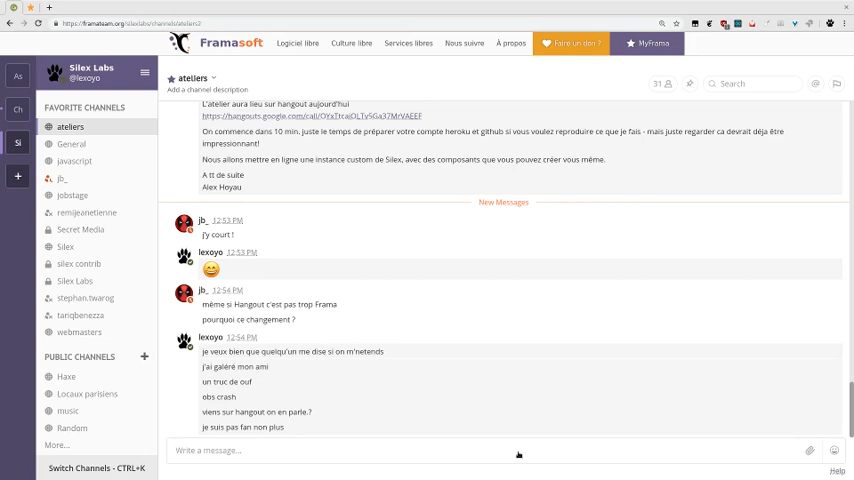 https://framateam.org/silexlabs/channels/ateliers2
Framasoft
Logiciel libre
Culture libre
Services libres
Nous suivre
À propos
Faire un don ?
MyFrama
As
Ch
Si
Silex Labs
@lexoyo
FAVORITE CHANNELS
ateliers
General
javascript
jb_
jobstage
remijeanetienne
Secret Media
Silex
silex contrib
Silex Labs
stephan.twarog
tariqbenezza
webmasters
PUBLIC CHANNELS
Haxe
Locaux parisiens
music
Random
More...
Switch Channels - CTRL+K
ateliers
Add a channel description
31
Search
L'atelier aura lieu sur hangout aujourd'hui
On commence dans 10 min. juste le temps de préparer votre compte heroku et github si vous voulez reproduire ce que je fais - mais juste regarder ca devrait déja être
impressionnant!
Nous allons mettre en ligne une instance custom de Silex, avec des composants que vous pouvez créer vous même.
A tt de suite
Alex Hoyau
New Messages
jb_ 12:53 PM
j'y court !
lexoyo 12:53 PM
jb_ 12:54 PM
même si Hangout c'est pas trop Frama
pourquoi ce changement ?
lexoyo 12:54 PM
je veux bien que quelqu'un me dise si on m'netends
j'ai galéré mon ami
un truc de ouf
obs crash
viens sur hangout on en parle.?
je suis pas fan non plus
Write a message...
Help